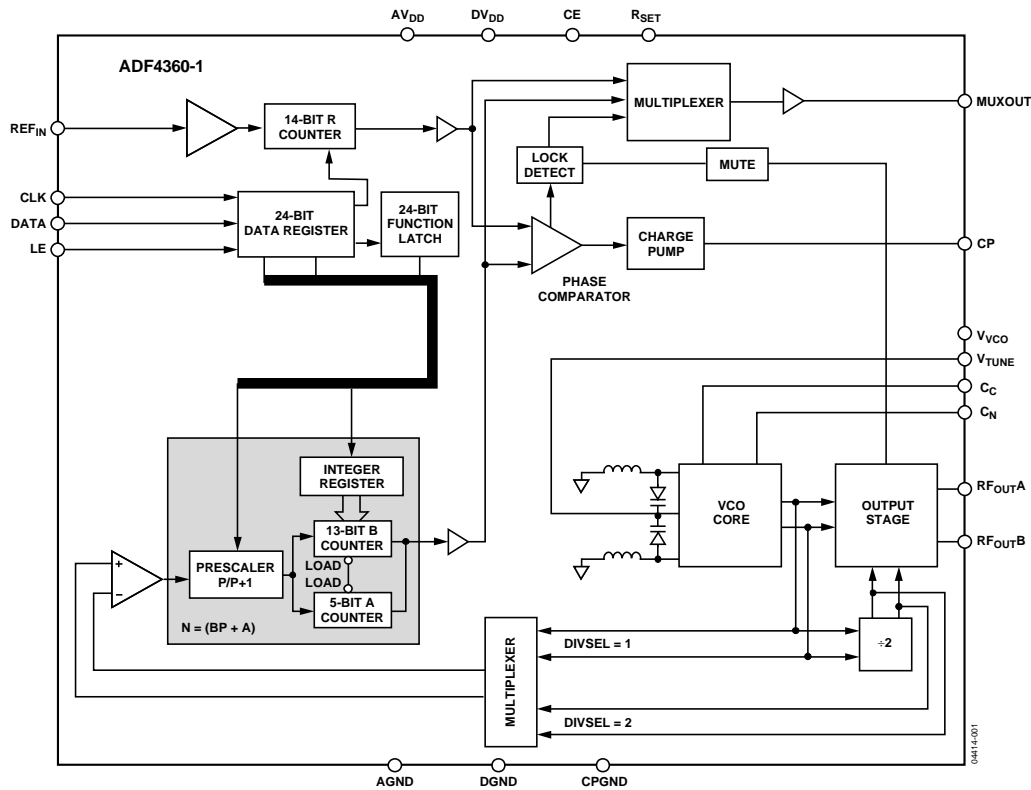 AVDD
DVDD
CE
RSET
ADF4360-1
MULTIPLEXER
MUXOUT
REFIN
14-BIT R
COUNTER
LOCK
DETECT
MUTE
CLK
DATA
LE
24-BIT
DATA REGISTER
24-BIT
FUNCTION
LATCH
CHARGE
PUMP
CP
PHASE
COMPARATOR
VVCO
VTUNE
CC
CN
INTEGER
REGISTER
13-BIT B
COUNTER
LOAD
LOAD
5-BIT A
COUNTER
PRESCALER
P/P+1
+
−
N = (BP + A)
VCO
CORE
OUTPUT
STAGE
RFOUTA
RFOUTB
MULTIPLEXER
DIVSEL = 1
÷2
DIVSEL = 2
AGND
DGND
CPGND
04414-001